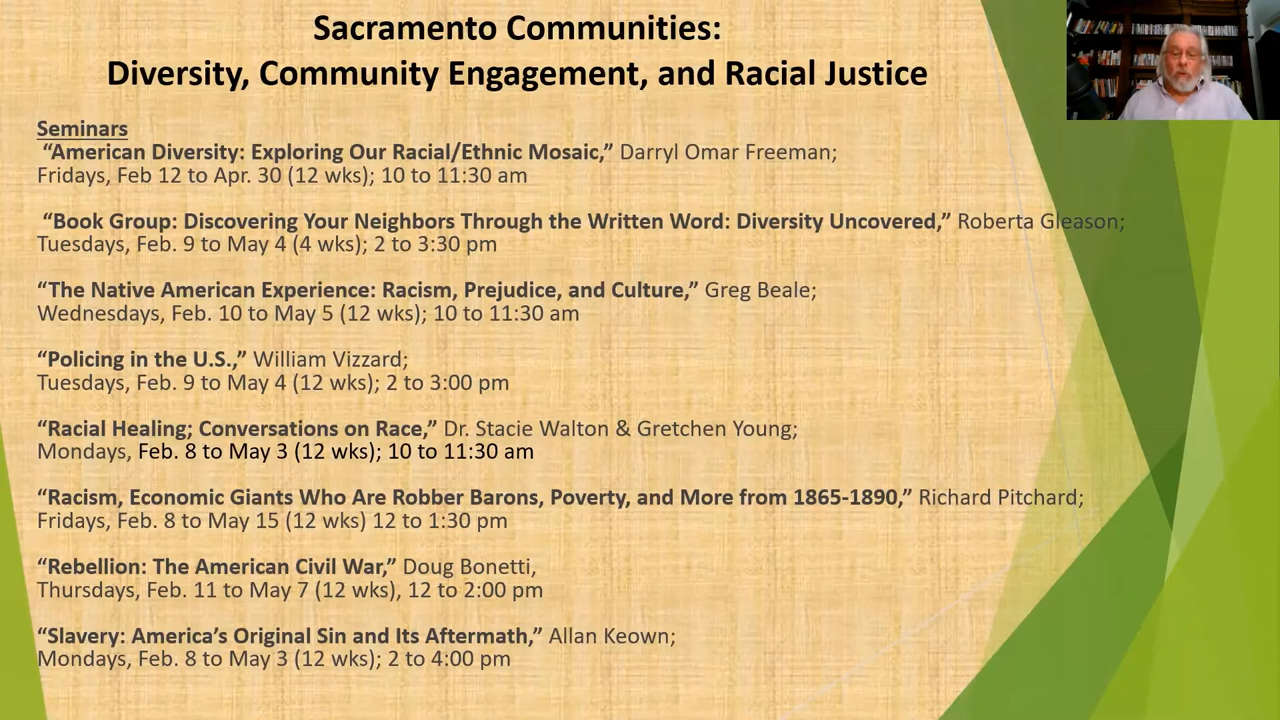 Sacramento Communities:
Diversity, Community Engagement, and Racial Justice
Seminars
“American Diversity: Exploring Our Racial/Ethnic Mosaic,” Darryl Omar Freeman;
Fridays, Feb 12 to Apr. 30 (12 wks); 10 to 11:30 am
“Book Group: Discovering Your Neighbors Through the Written Word: Diversity Uncovered,” Roberta Gleason;
Tuesdays, Feb. 9 to May 4 (4 wks); 2 to 3:30 pm
“The Native American Experience: Racism, Prejudice, and Culture,” Greg Beale;
Wednesdays, Feb. 10 to May 5 (12 wks); 10 to 11:30 am
“Policing in the U.S.,” William Vizzard;
Tuesdays, Feb. 9 to May 4 (12 wks); 2 to 3:00 pm
“Racial Healing; Conversations on Race,” Dr. Stacie Walton & Gretchen Young;
Mondays, Feb. 8 to May 3 (12 wks); 10 to 11:30 am
“Racism, Economic Giants Who Are Robber Barons, Poverty, and More from 1865-1890,” Richard Pitchard;
Fridays, Feb. 8 to May 15 (12 wks) 12 to 1:30 pm
“Rebellion: The American Civil War,” Doug Bonetti,
Thursdays, Feb. 11 to May 7 (12 wks), 12 to 2:00 pm
“Slavery: America’s Original Sin and Its Aftermath,” Allan Keown;
Mondays, Feb. 8 to May 3 (12 wks); 2 to 4:00 pm